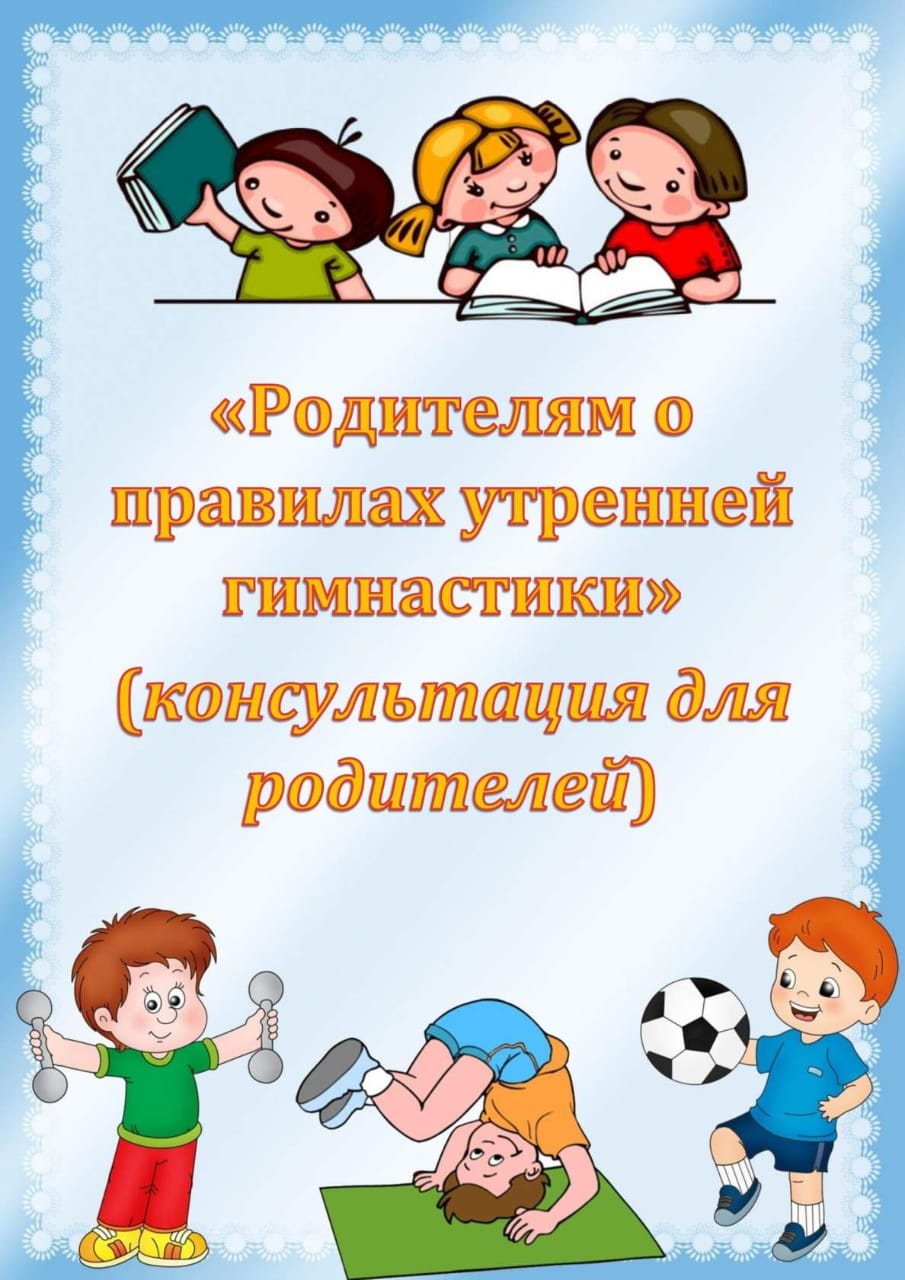 «Родителям о
правилах утренней
гимнастики»
(консультация для
родителей)